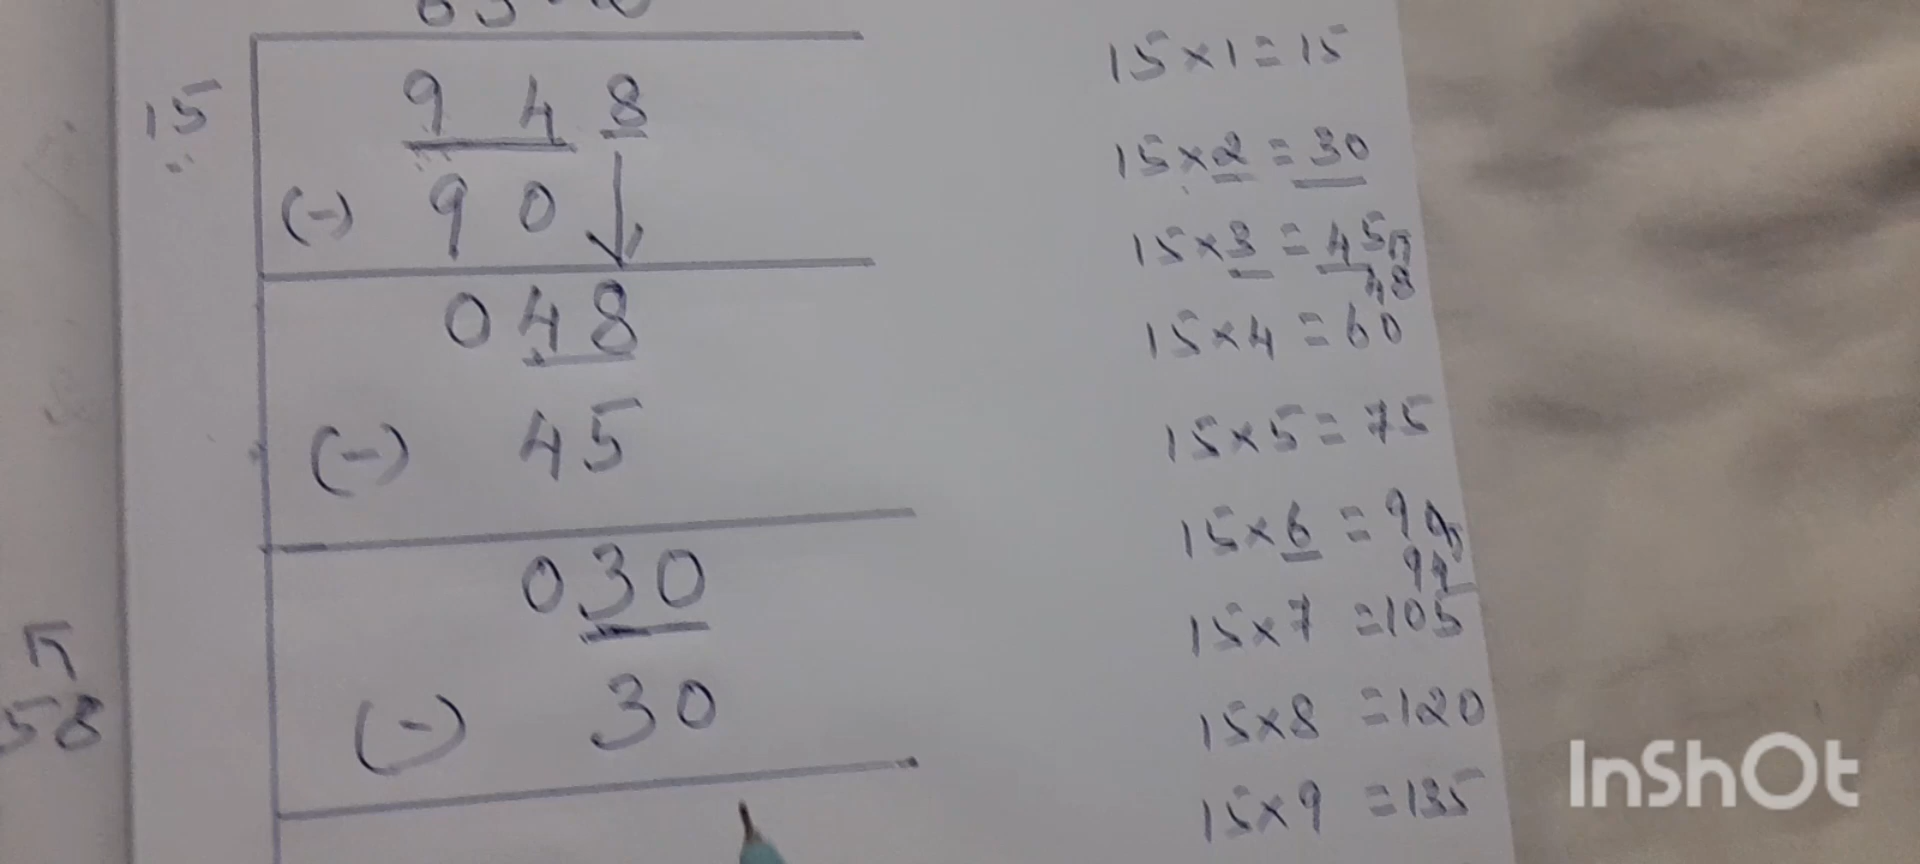 15
9 4 8
(-) 9 0
0 4 8
(-) 4 5
0 3 0
(-) 3 0
58
15×1=15
15×2=30
15×3=45
48
15×4=60
15×5=75
15×6=90
94
15×7=105
15×8=120
15×9=135
InShOt